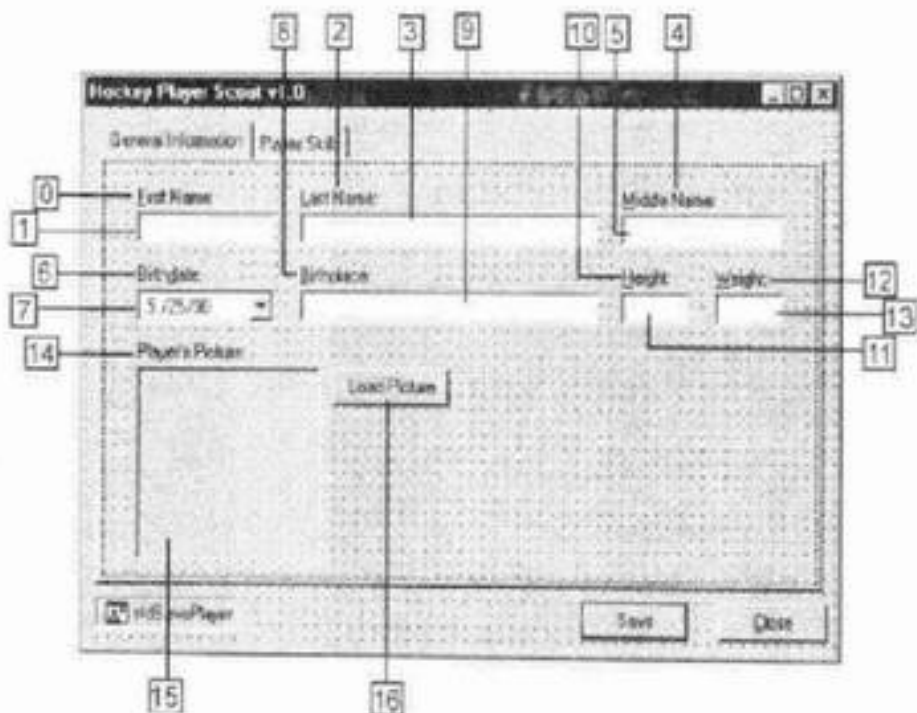 8 2 3 9 10 5 4
Hockey Player Scout v1.0
General Information Player Skills
0 First Name: Last Name: Middle Name:
1
6 Birthdate: Birthplace: Height: Weight: 12
7 5 /25/98 13
14 Player's Picture: 11
Load Picture
Save Close
15 16